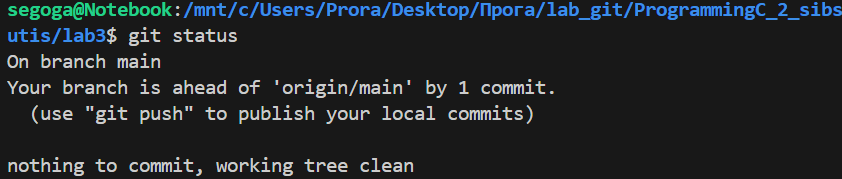 segoga@Notebook:/mnt/c/Users/Prora/Desktop/Прога/lab_git/ProgrammingC_2_sibs
utis/lab3$ git status
On branch main
Your branch is ahead of 'origin/main' by 1 commit.
  (use "git push" to publish your local commits)

nothing to commit, working tree clean